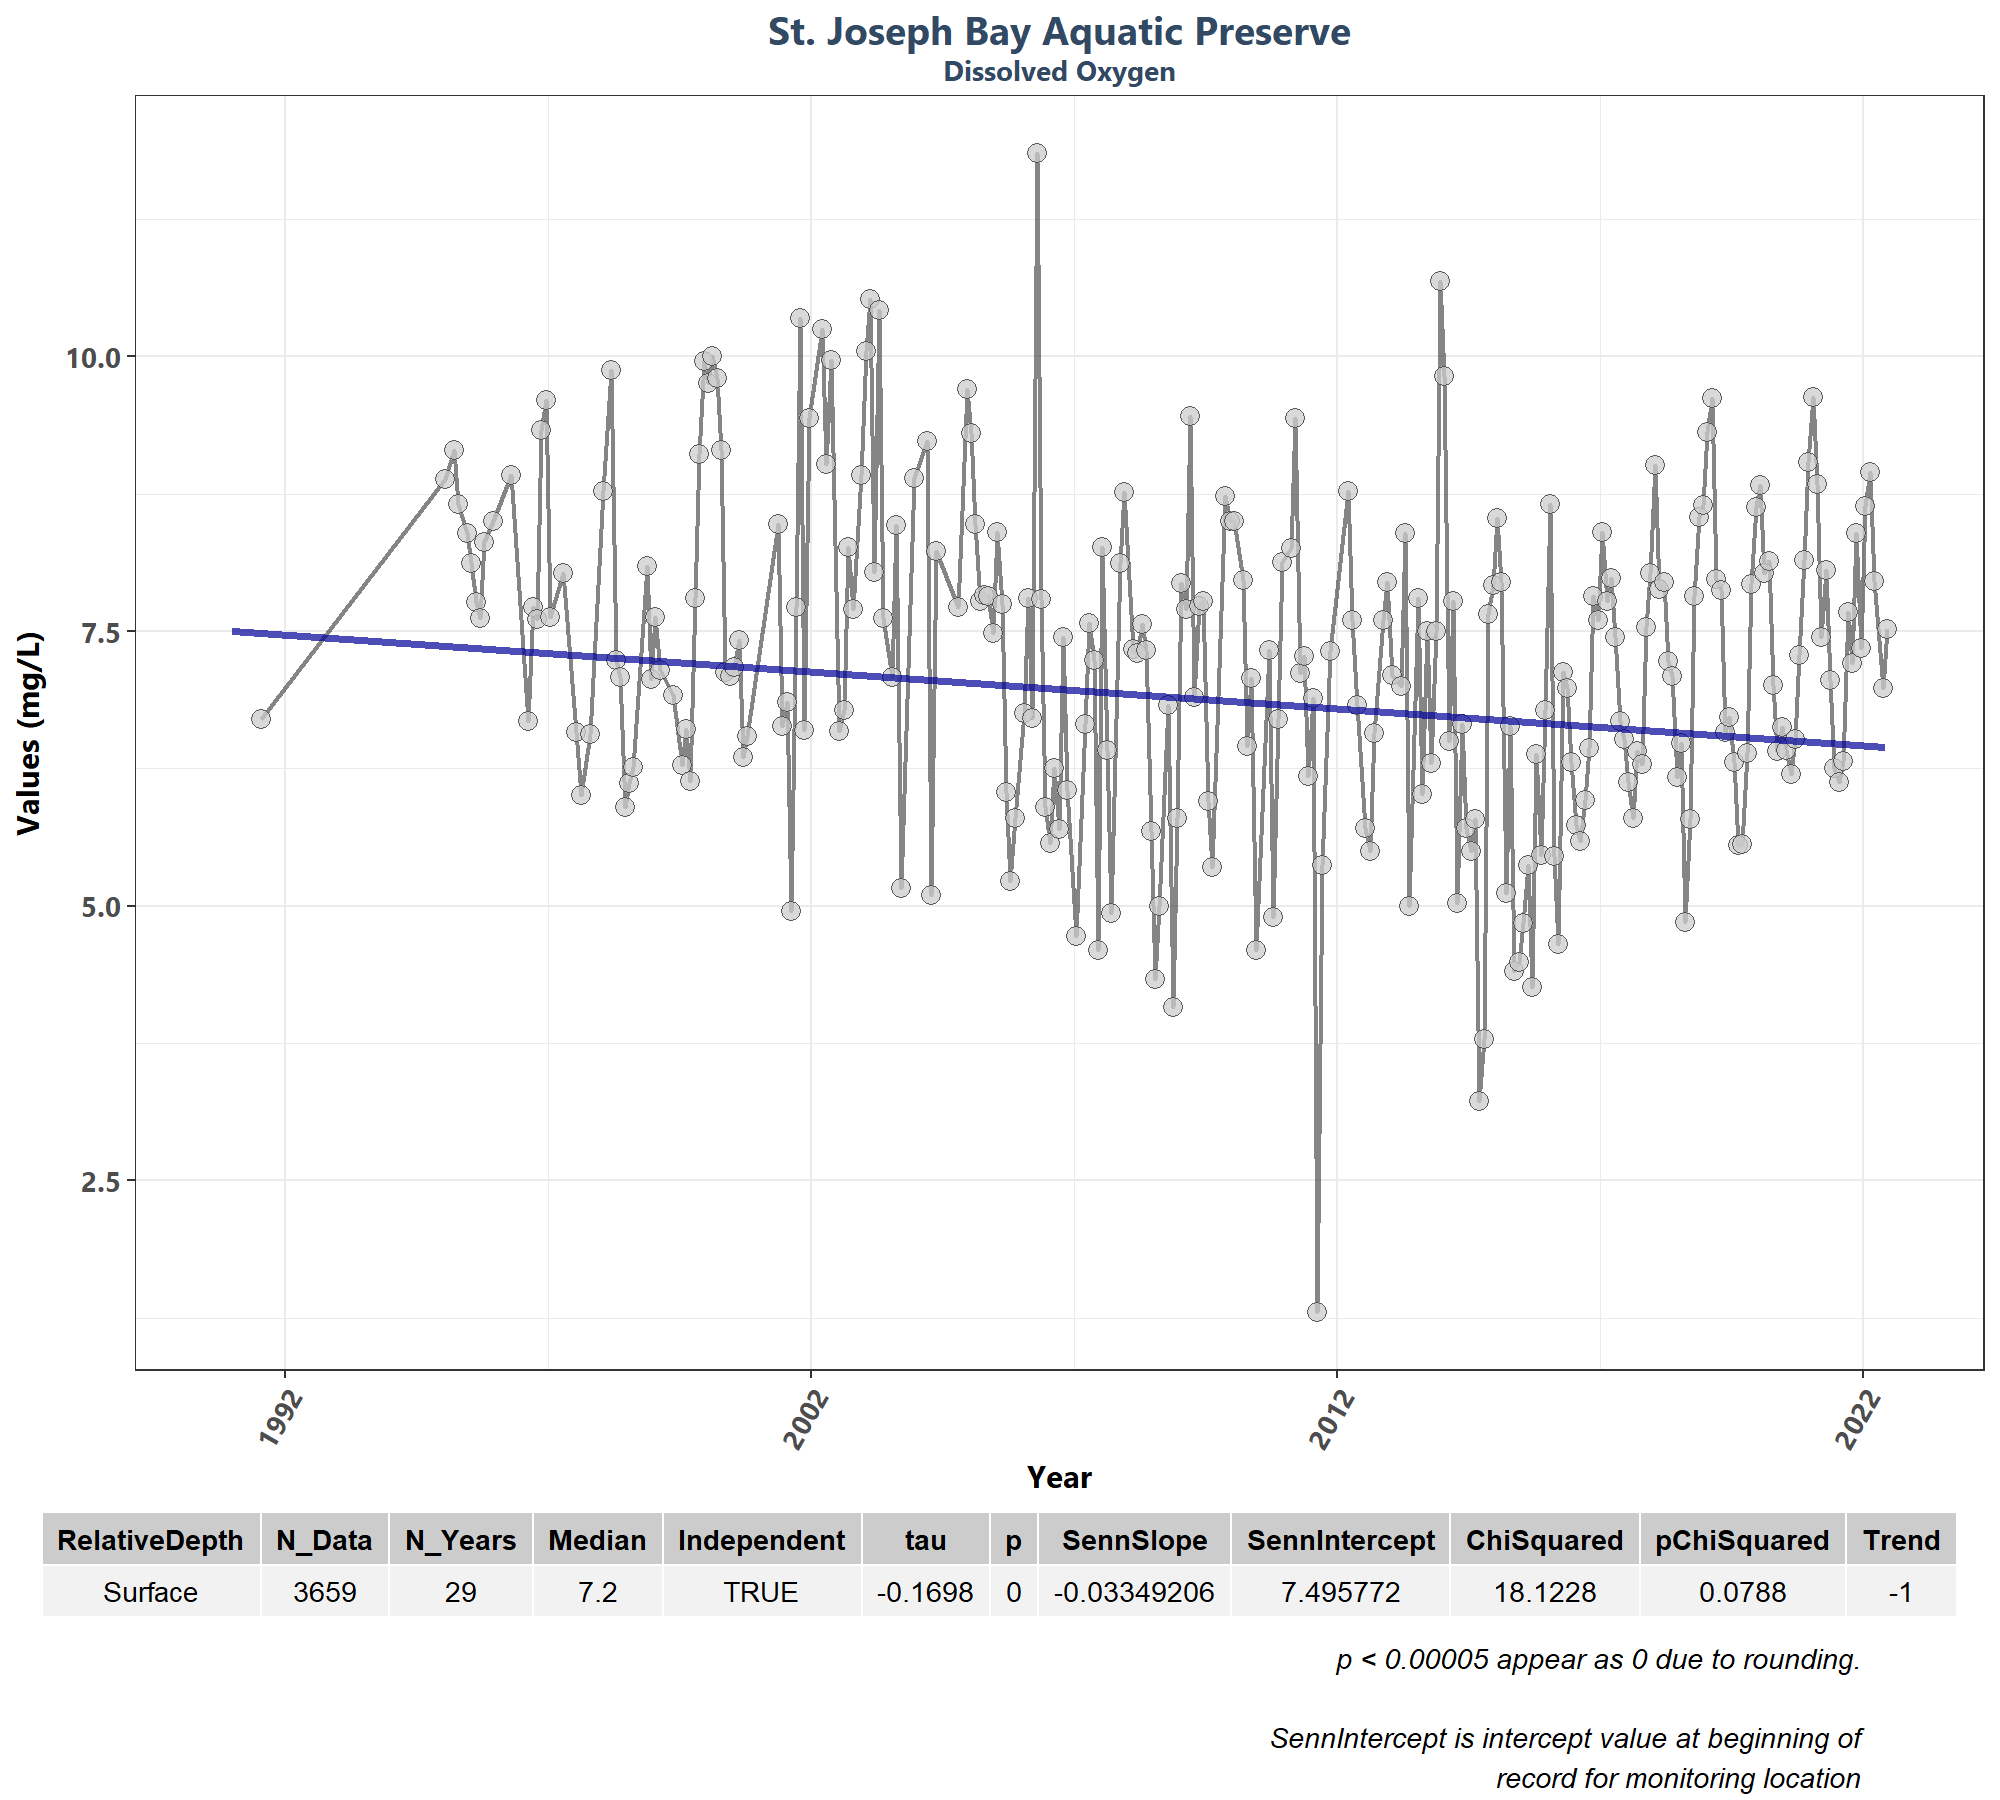 St. Joseph Bay Aquatic Preserve
Dissolved Oxygen
Values (mg/L)
10.0
7.5
5.0
2.5
1992 2002 2012 2022
Year
RelativeDepth N_Data N_Years Median Independent tau p SennSlope SennIntercept ChiSquared pChiSquared Trend
Surface 3659 29 7.2 TRUE -0.1698 0 -0.03349206 7.495772 18.1228 0.0788 -1
p < 0.00005 appear as 0 due to rounding.
SennIntercept is intercept value at beginning of
record for monitoring location